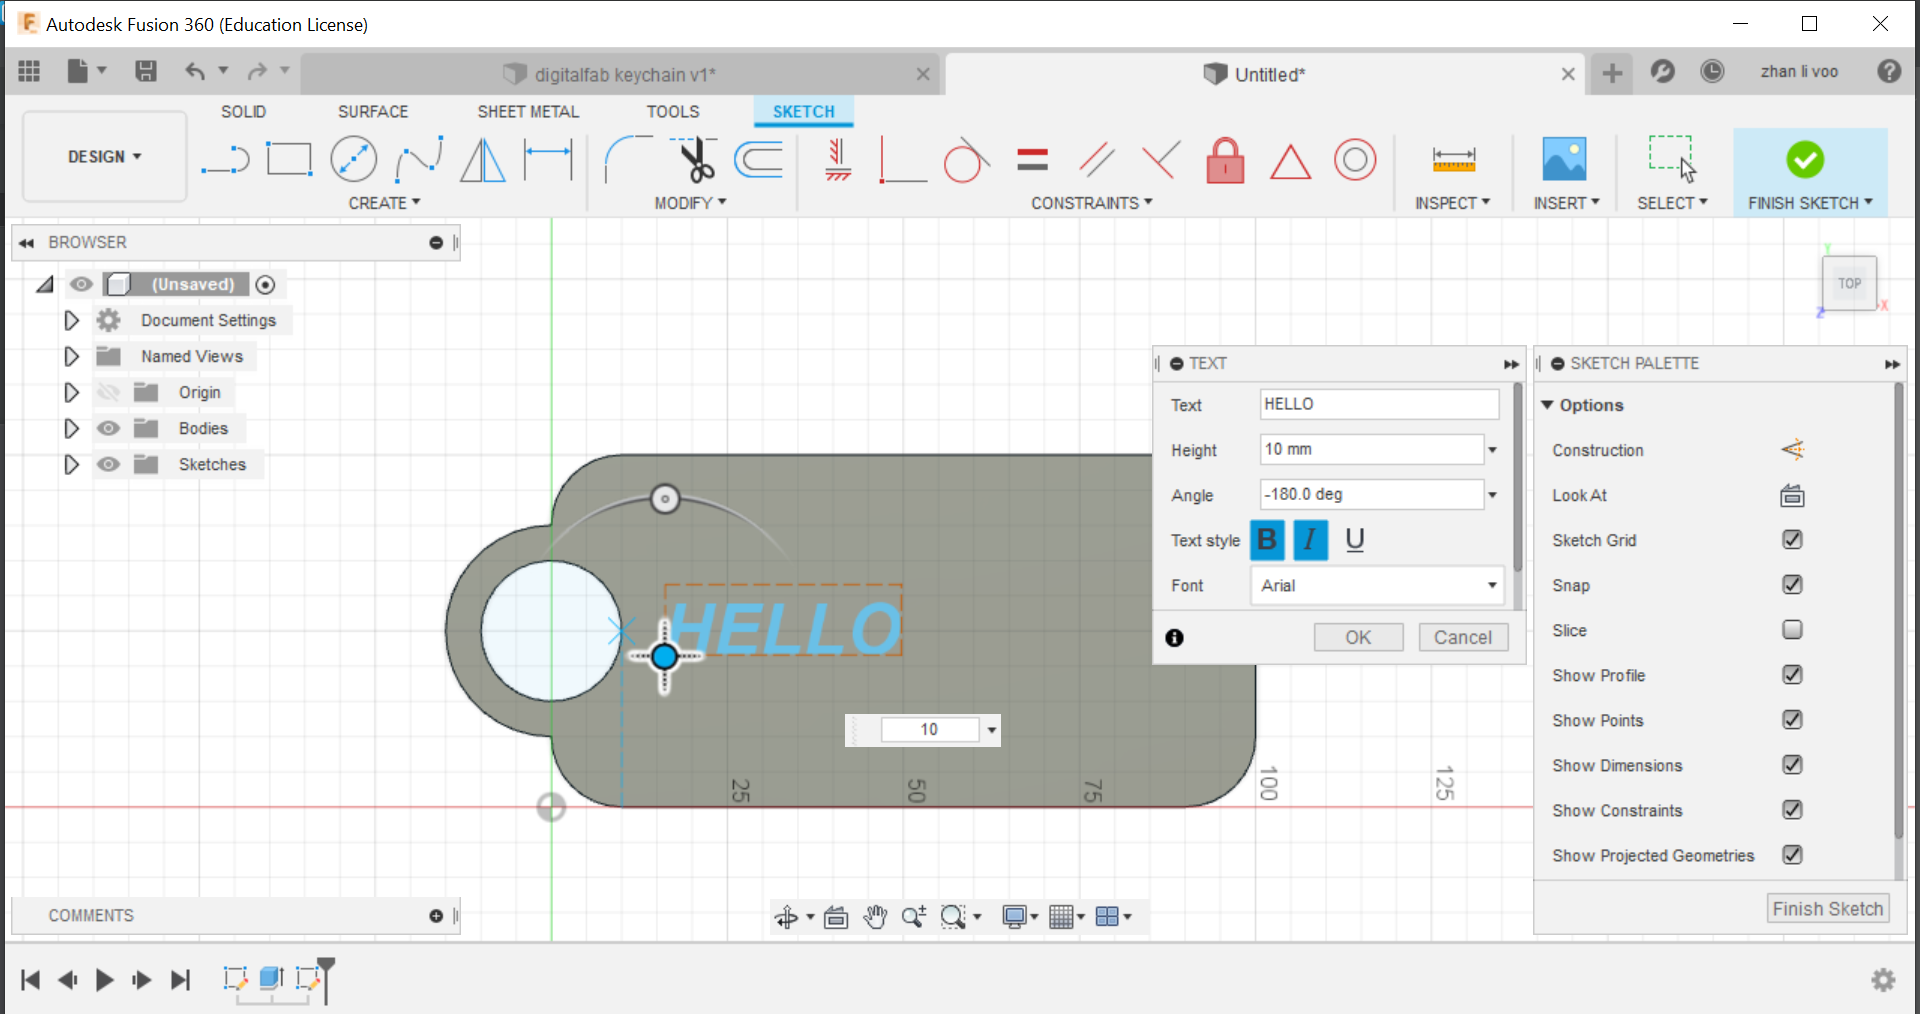 Autodesk Fusion 360 (Education License)
digitalfab keychain v1*
Untitled*
zhan li voo
SOLID
SURFACE
SHEET METAL
TOOLS
SKETCH
DESIGN
CREATE
MODIFY
CONSTRAINTS
INSPECT
INSERT
SELECT
FINISH SKETCH
BROWSER
(Unsaved)
Document Settings
Named Views
Origin
Bodies
Sketches
Y
TOP
X
Z
TEXT
Text
HELLO
Height
10 mm
Angle
-180.0 deg
Text style
B
I
U
Font
Arial
OK
Cancel
SKETCH PALETTE
Options
Construction
Look At
Sketch Grid
Snap
Slice
Show Profile
Show Points
Show Dimensions
Show Constraints
Show Projected Geometries
Finish Sketch
HELLO
10
25
50
75
100
125
COMMENTS